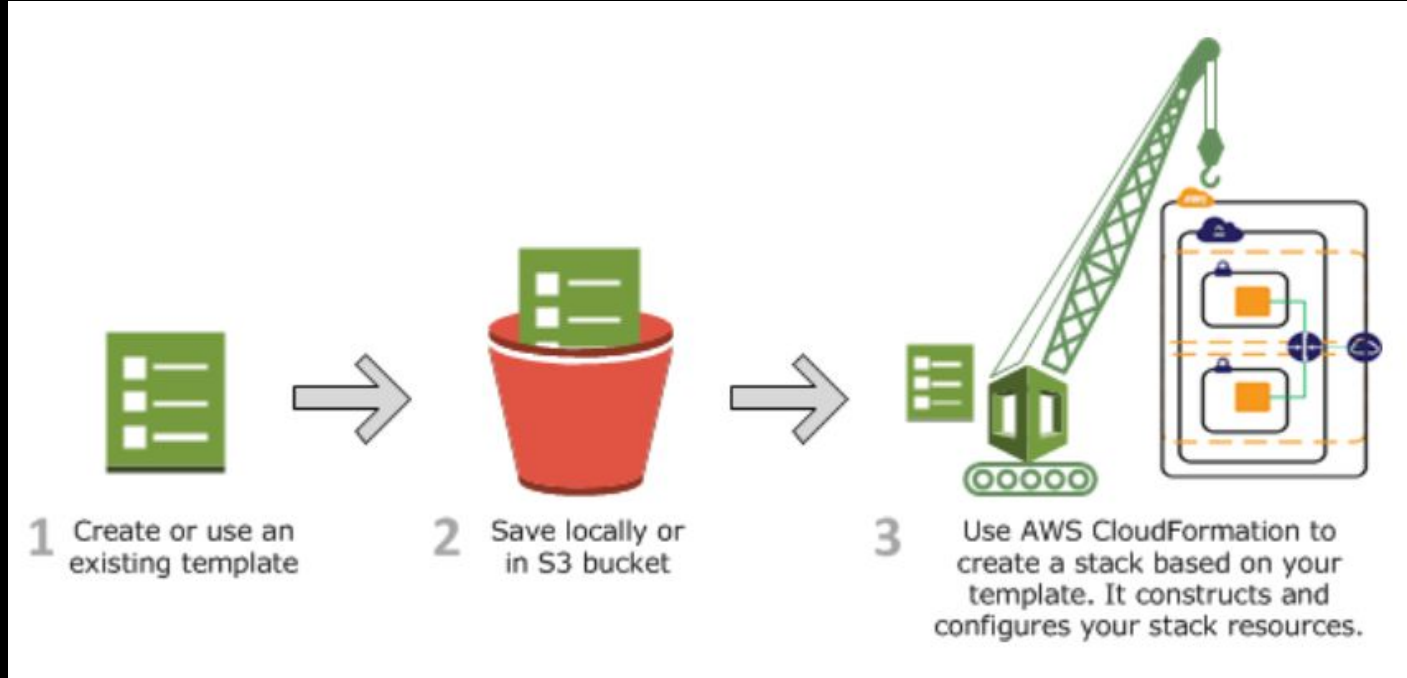 AWS
1 Create or use an
existing template
2 Save locally or
in S3 bucket
3 Use AWS CloudFormation to
create a stack based on your
template. It constructs and
configures your stack resources.